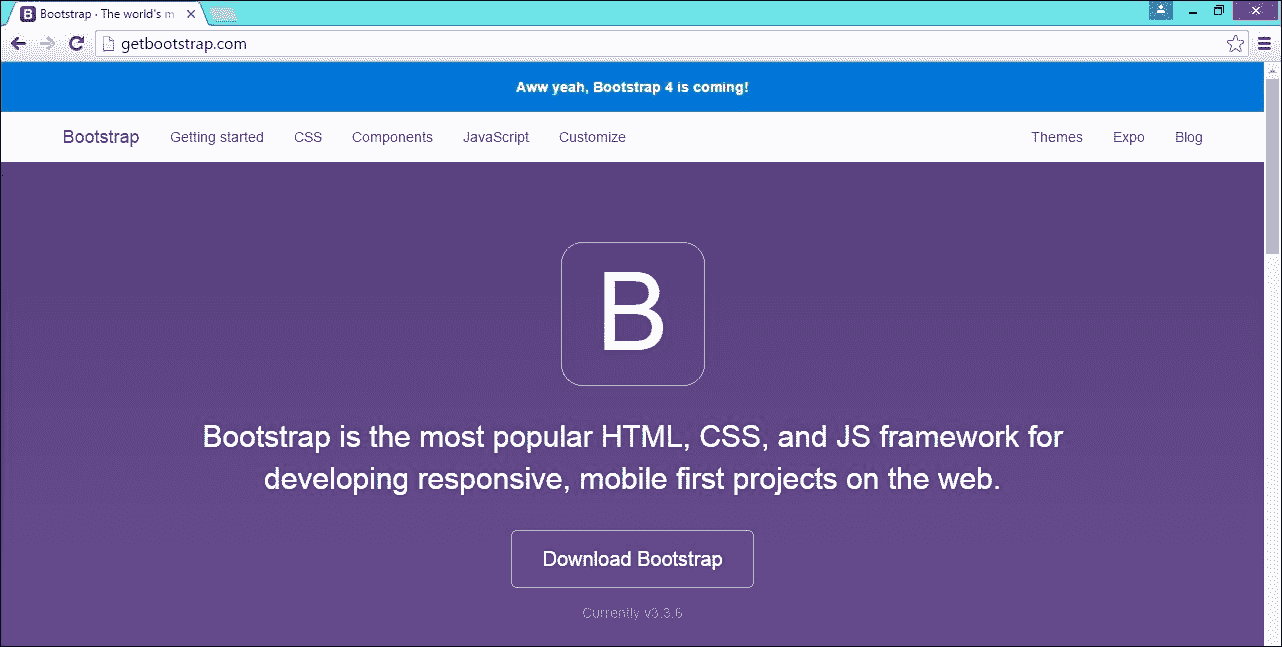 B Bootstrap · The world's m
getbootstrap.com
Aww yeah, Bootstrap 4 is coming!
Bootstrap Getting started CSS Components JavaScript Customize Themes Expo Blog
B
Bootstrap is the most popular HTML, CSS, and JS framework for
developing responsive, mobile first projects on the web.
Download Bootstrap
Currently v3.3.6